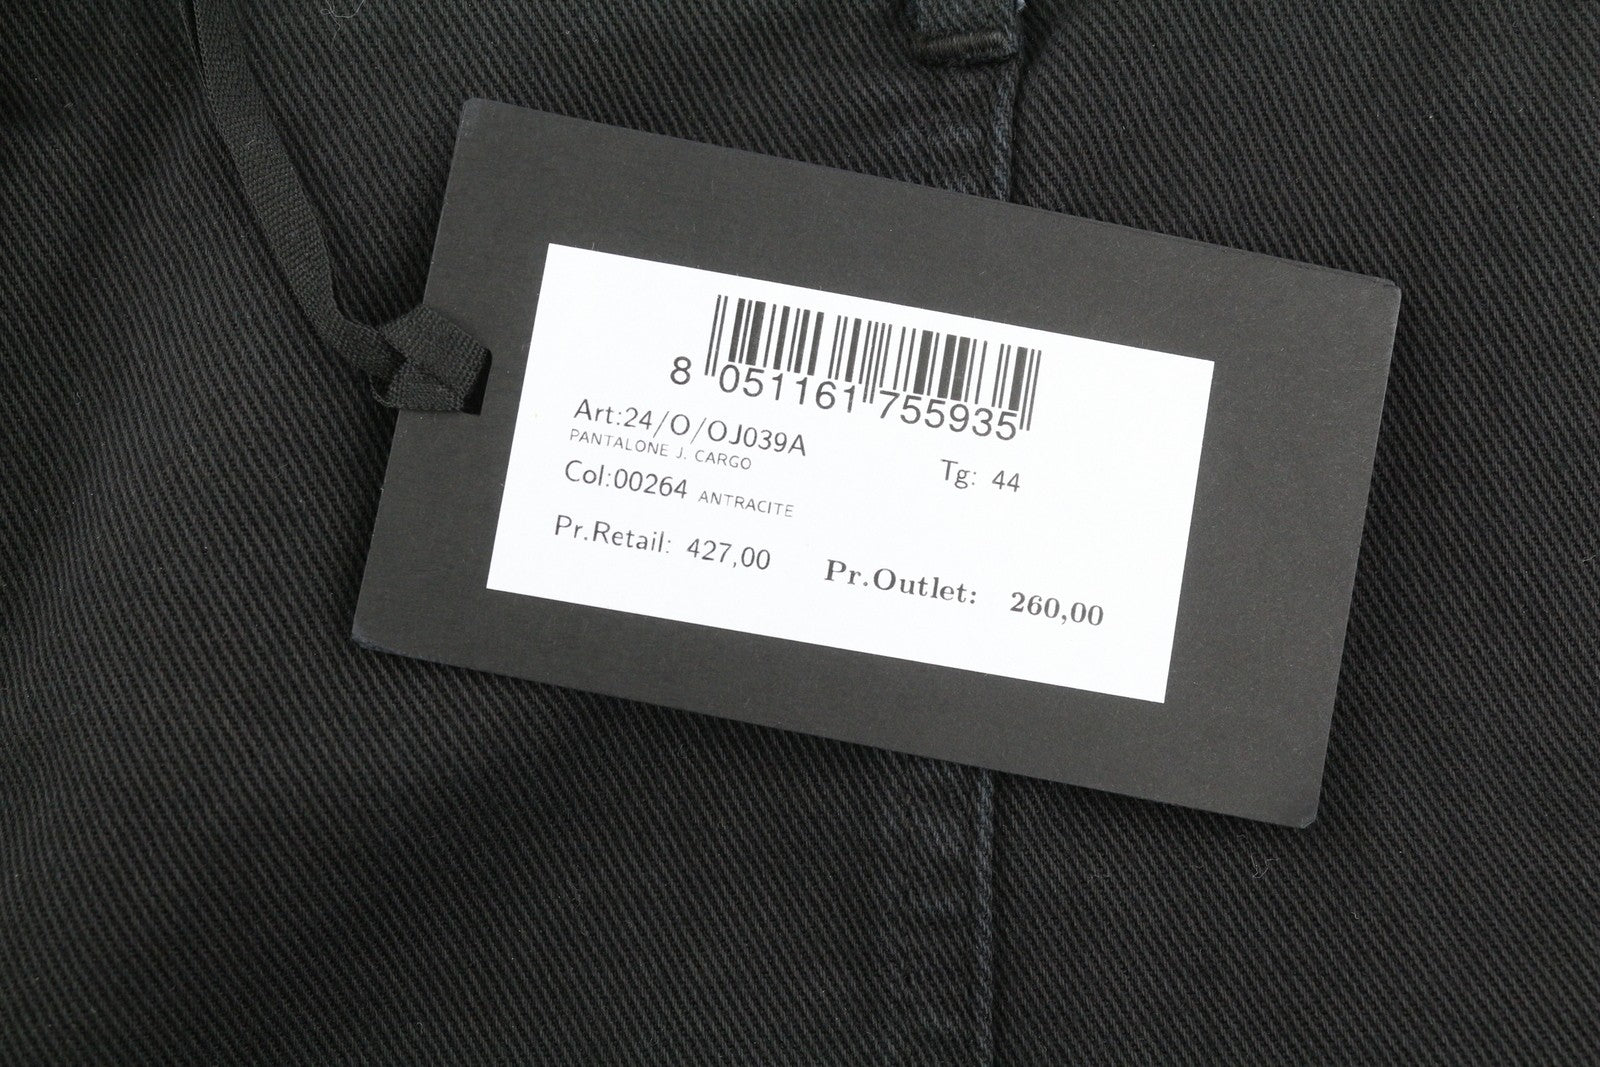 8 051161 755935
Art:24/O/OJ039A
PANTALONE J. CARGO
Tg: 44
Col:00264 ANTRACITE
Pr.Retail: 427,00 Pr.Outlet: 260,00